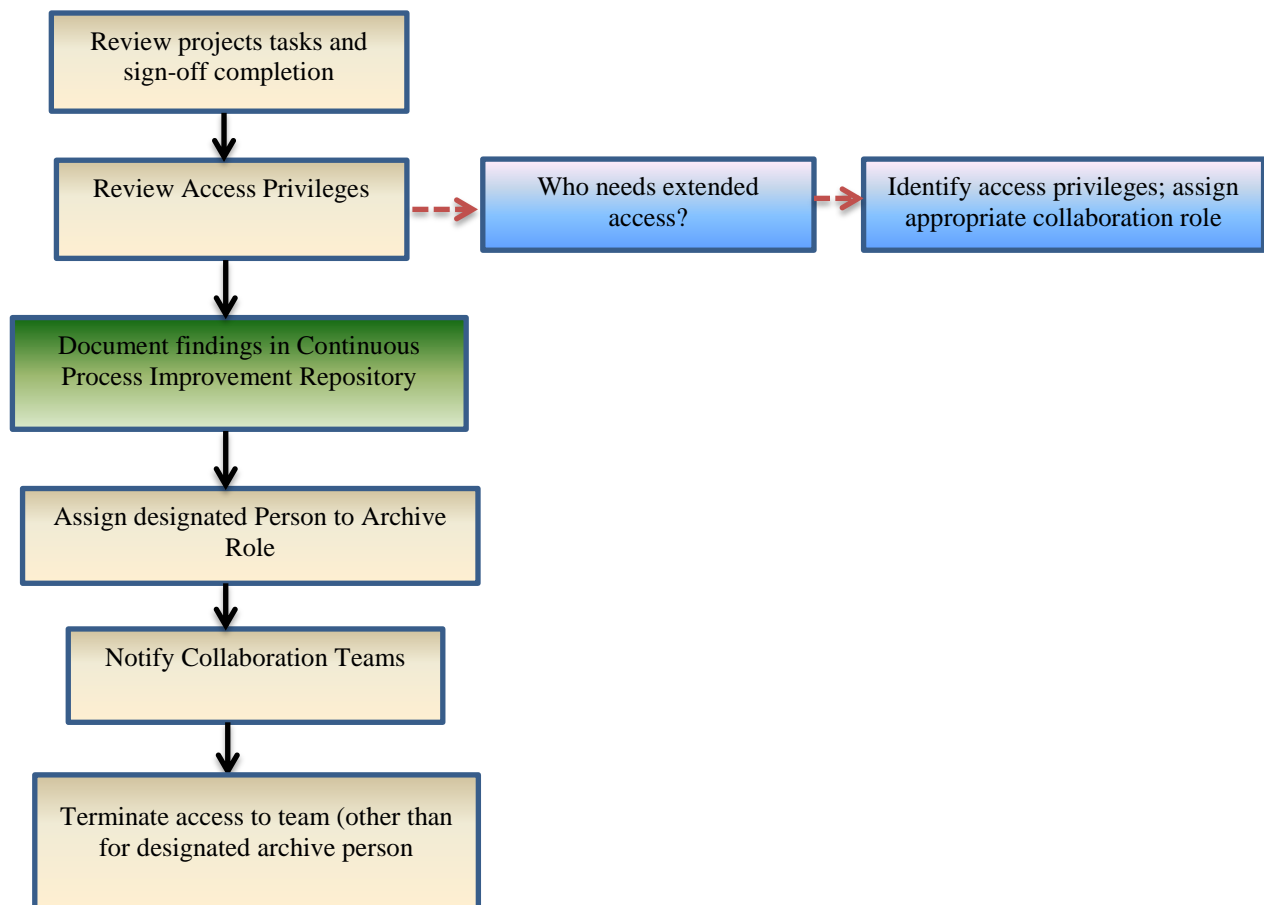 Review projects tasks and
sign-off completion
Review Access Privileges
Who needs extended
access?
Identify access privileges; assign
appropriate collaboration role
Document findings in Continuous
Process Improvement Repository
Assign designated Person to Archive
Role
Notify Collaboration Teams
Terminate access to team (other than
for designated archive person